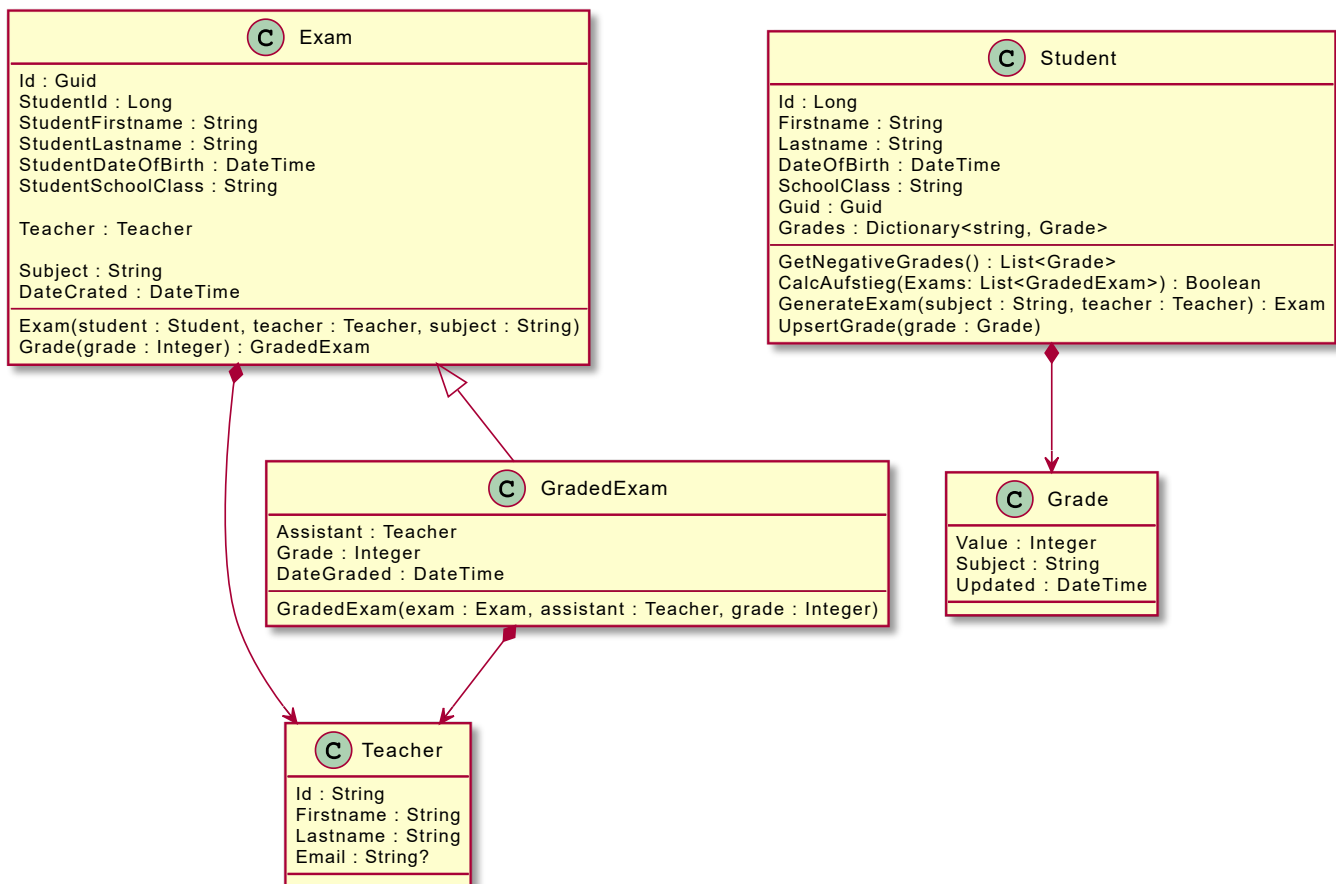 C Exam
Id : Guid
StudentId : Long
StudentFirstname : String
StudentLastname : String
StudentDateOfBirth : DateTime
StudentSchoolClass : String
Teacher : Teacher
Subject : String
DateCrated : DateTime
Exam(student : Student, teacher : Teacher, subject : String)
Grade(grade : Integer) : GradedExam
C Student
Id : Long
Firstname : String
Lastname : String
DateOfBirth : DateTime
SchoolClass : String
Guid : Guid
Grades : Dictionary<string, Grade>
GetNegativeGrades() : List<Grade>
CalcAufstieg(Exams: List<GradedExam>) : Boolean
GenerateExam(subject : String, teacher : Teacher) : Exam
UpsertGrade(grade : Grade)
C GradedExam
Assistant : Teacher
Grade : Integer
DateGraded : DateTime
GradedExam(exam : Exam, assistant : Teacher, grade : Integer)
C Grade
Value : Integer
Subject : String
Updated : DateTime
C Teacher
Id : String
Firstname : String
Lastname : String
Email : String?